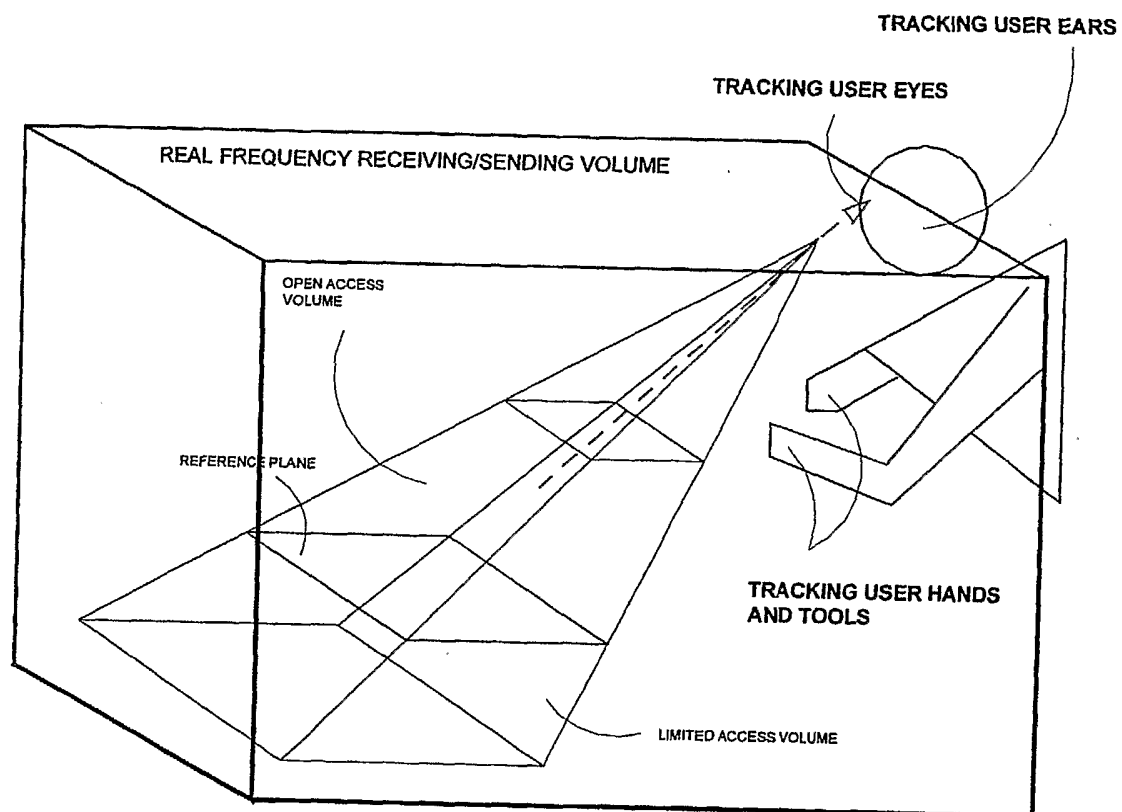 TRACKING USER EARS
TRACKING USER EYES
REAL FREQUENCY RECEIVING/SENDING VOLUME
OPEN ACCESS
VOLUME
REFERENCE PLANE
TRACKING USER HANDS
AND TOOLS
LIMITED ACCESS VOLUME